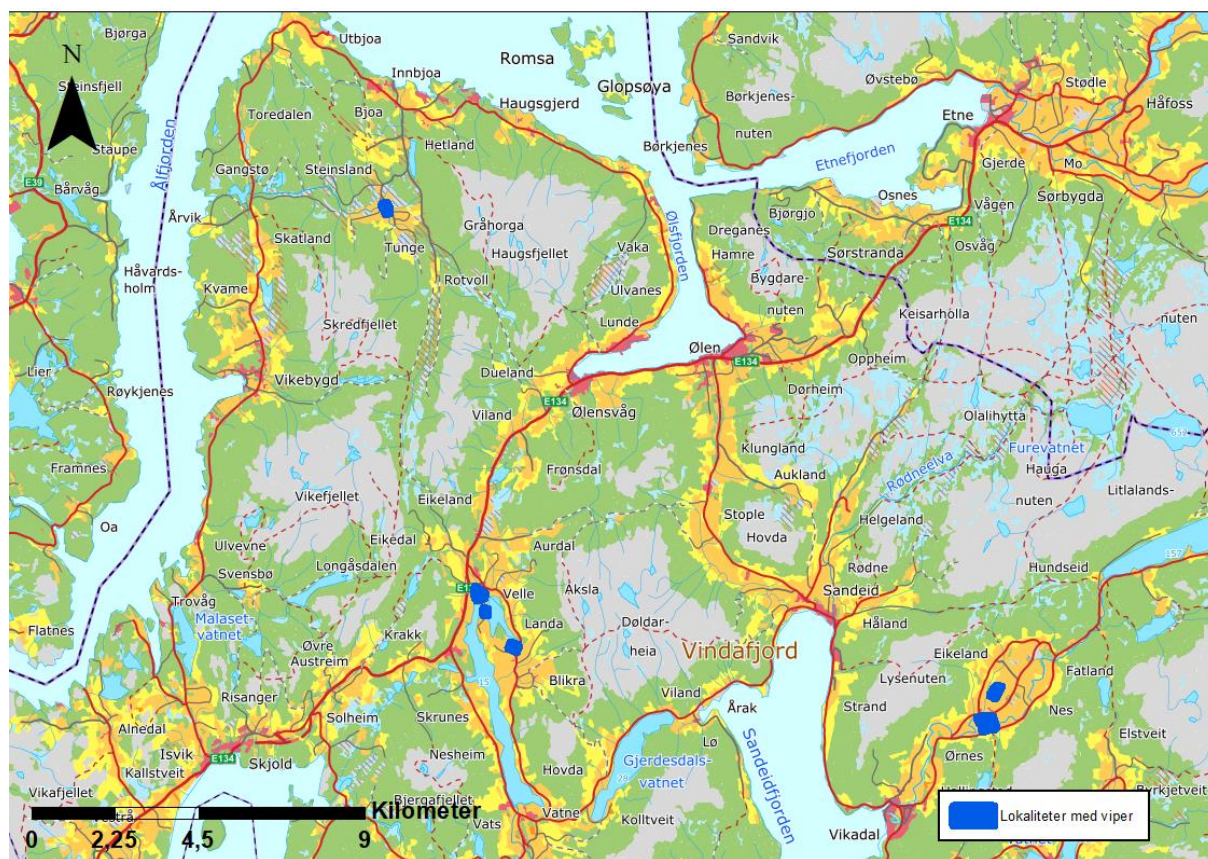 Bjørga
Sandvik
Utbjoa
Romsa
Stødle
N
Øvstebø
Steinsfjell
Innbjoa
Glopsøya
Håfoss
Børkjenes-
Haugsgjerd
Toredalen
Bjoa
Etne
nuten
Hetland
Staupe
Børkjenes
Gjerde
Mo
Etnefjorden
Gangstø
Steinsland
Ålfjorden
E39
Bårvåg
Osnes
Sørbygda
Vågen
Årvik
Bjørgjo
E134
Gråhorga
Dreganes
Skatland
Tunge
Vaka
Ølsfjorden
Osvåg
Haugsfjellet
Hamre
Sørstranda
Håvards-
holm
Rotvoll
Bygdare-
Kvame
Ulvanes
nuten
Keisarholla
nuten
Skredfjellet
Lunde
Ølen
Oppheim
Lier
E134
Dueland
Vikebygd
Dørheim
Røykjenes
E134
Ølensvåg
Olalihytta
Viland
Klungland
Furevatnet
Hauga
Rødneelva
Framnes
Frønsdal
Aukland
Litlalands-
Vikefjellet
Eikeland
nuten
Stople
Helgeland
Oa
Hovda
Ulvevne
Eikedal
Aurdal
157
Longåsdalen
Rødne
Hundseid
Svensbø
E1
Velle
Aksla
Sandeid
Trovåg
Malaset-
vatnet
Landa
Døldar-
Håland
Flatnes
Krakk
heia
Vindafjord
Øvre
Austreim
Eikeland
Fatland
Blikra
Lysenuten
15
Viland
Risanger
Årak
Strand
Nes
Solheim
Skrunes
Alnedal
Elstveit
Lø
Isvik
Nesheim
Ørnes
E134
Skjold
Gjerdesdals-
vatnet
28
Kallstveit
Hovda
Sandeidfjorden
Vikafjellet
Bjergafjellet
Kilometer
Vatne
Koltveit
Vats
Lokaliteter med viper
Vikadal
0
2,25
4,5
9